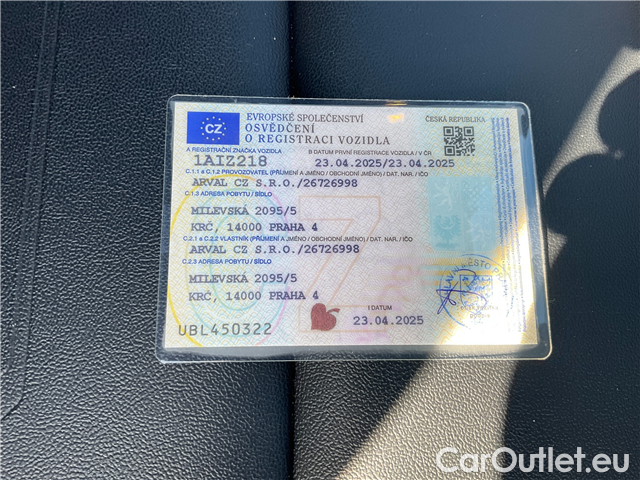 EVROPSKÉ SPOLEČENSTVÍ
ČESKÁ REPUBLIKA
CZ
OSVĚDČENÍ
O REGISTRACI VOZIDLA
A REGISTRAČNÍ ZNAČKA VOZIDLA
B DATUM PRVNÍ REGISTRACE VOZIDLA / V ČR
1AIZ218
23.04.2025/23.04.2025
C.1.1 a C.1.2 PROVOZOVATEL (PŘÍJMENÍ A JMÉNO / OBCHODNÍ JMÉNO) / DAT. NAR. / IČO
ARVAL CZ S.R.O./26726998
C.1.3 ADRESA POBYTU / SÍDLO
MILEVSKÁ 2095/5
KRČ, 14000 PRAHA 4
C.2.1 a C.2.2 VLASTNÍK (PŘÍJMENÍ A JMÉNO / OBCHODNÍ JMÉNO) / DAT. NAR. / IČO
ARVAL CZ S.R.O./26726998
C.2.3 ADRESA POBYTU / SÍDLO
MILEVSKÁ 2095/5
KRČ, 14000 PRAHA 4
I DATUM
23.04.2025
UBL450322
CarOutlet.eu